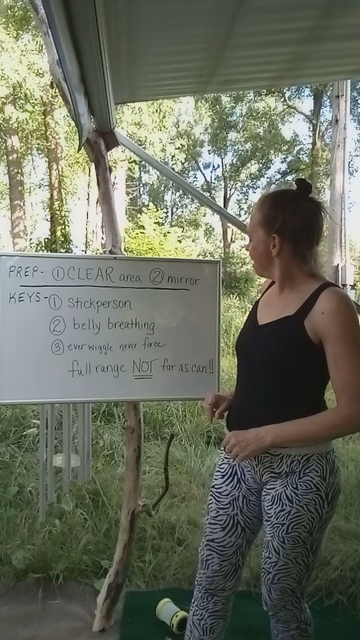 PREP- ① CLEAR area ② mirror
KEYS- ① stickperson
② belly breathing
③ ever wiggle never force
full range NOT far as can!!